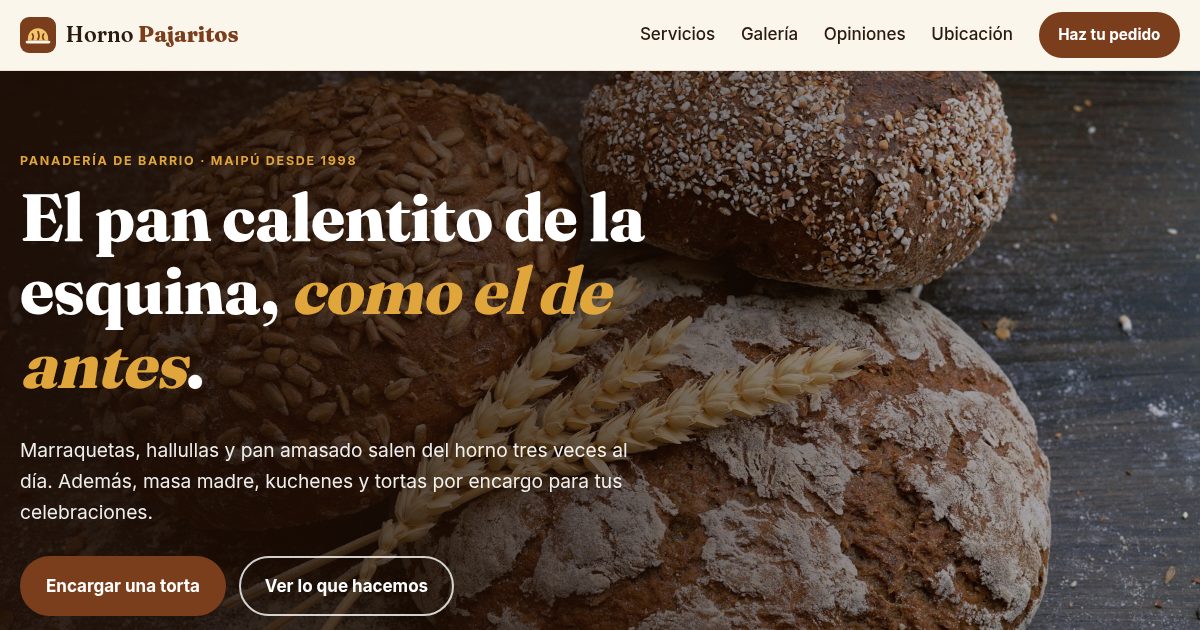 Horno Pajaritos
Servicios
Galería
Opiniones
Ubicación
Haz tu pedido
PANADERÍA DE BARRIO · MAIPÚ DESDE 1998
El pan calentito de la
esquina, como el de
antes.
Marraquetas, hallullas y pan amasado salen del horno tres veces al
día. Además, masa madre, kuchenes y tortas por encargo para tus
celebraciones.
Encargar una torta
Ver lo que hacemos